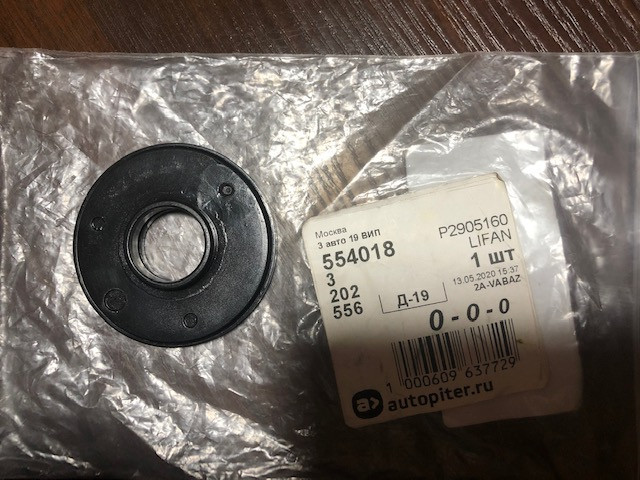 Москва
3 авто 19 ВИП
554018
3
202
556
Д-19
P2905160
LIFAN
1 шт
13.05.2020 15:37
2A-VABAZ
0 - 0 - 0
1 000609 637729
a>
autopiter.ru